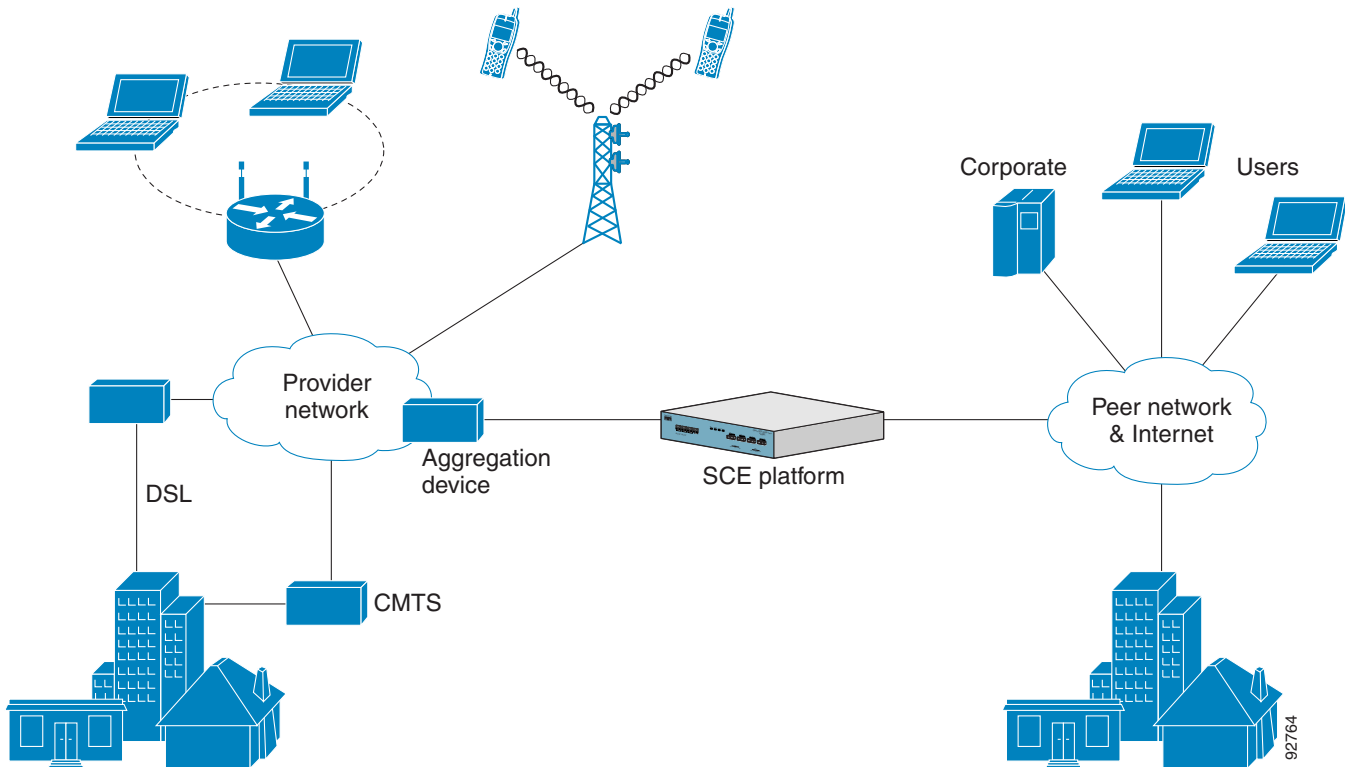 Corporate
Users
Provider
network
Peer network
& Internet
Aggregation
device
SCE platform
DSL
CMTS
92764